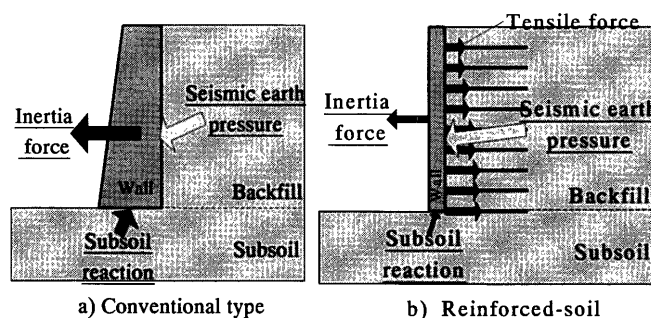 Inertia
force
Seismic earth
pressure
Wall
Backfill
Subsoil
reaction
Subsoil
a) Conventional type
Tensile force
Inertia
force
Seismic earth
pressure
Wall
Backfill
Subsoil
reaction
Subsoil
b) Reinforced-soil